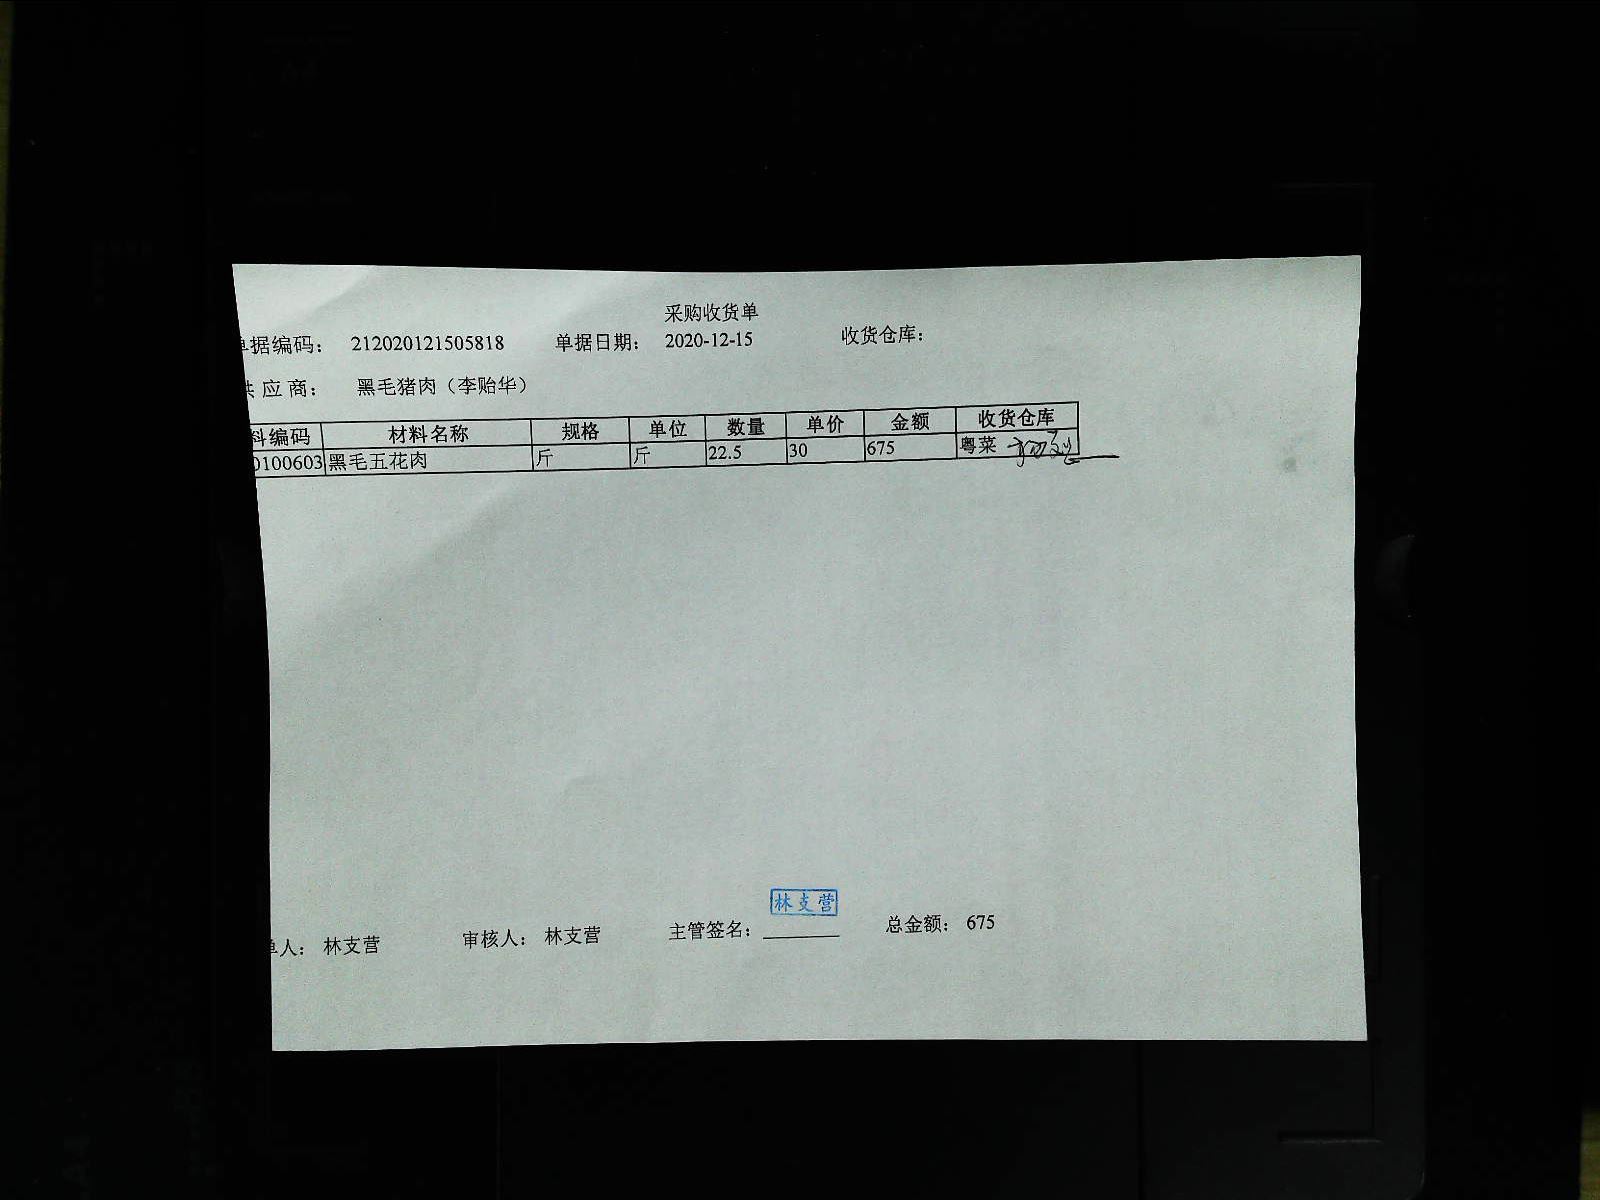 采购收货单
单据编码： 212020121505818 单据日期： 2020-12-15 收货仓库：
供 应 商： 黑毛猪肉（李贻华）
料编码 材料名称 规格 单位 数量 单价 金额 收货仓库
0100603 黑毛五花肉 斤 斤 22.5 30 675 粤菜
林支营
单人： 林支营 审核人： 林支营 主管签名： 总金额： 675